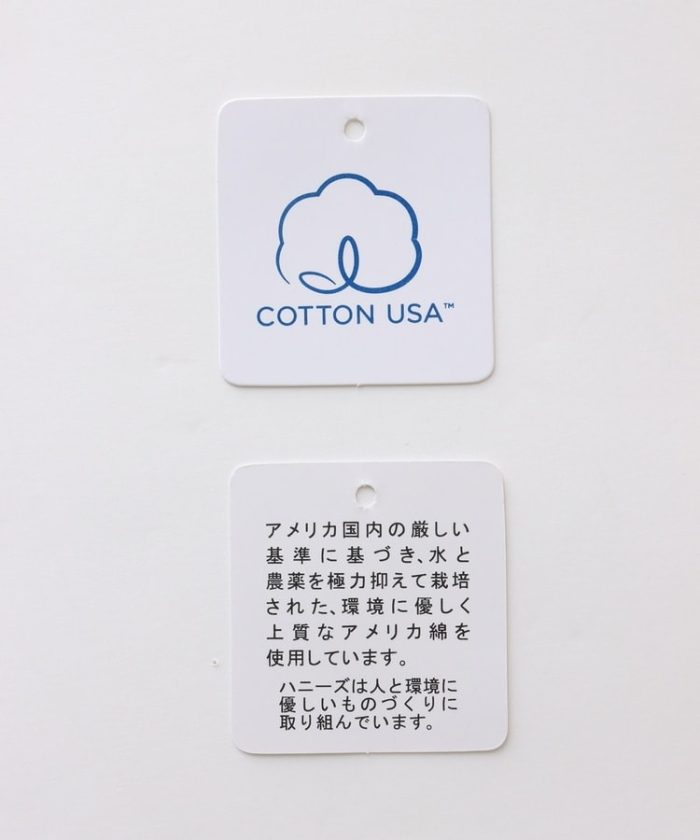 COTTON USA™
アメリカ国内の厳しい
基準に基づき、水と
農薬を極力抑えて栽培
された、環境に優しく
上質なアメリカ綿を
使用しています。
ハニーズは人と環境に
優しいものづくりに
取り組んでいます。